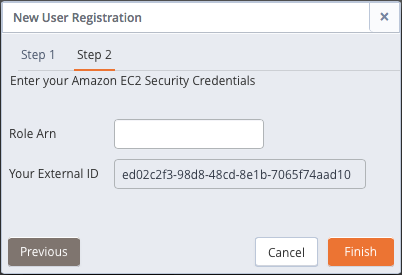 New User Registration
Step 1 Step 2
Enter your Amazon EC2 Security Credentials
Role Arn
Your External ID ed02c2f3-98d8-48cd-8e1b-7065f74aad10
Previous Cancel Finish